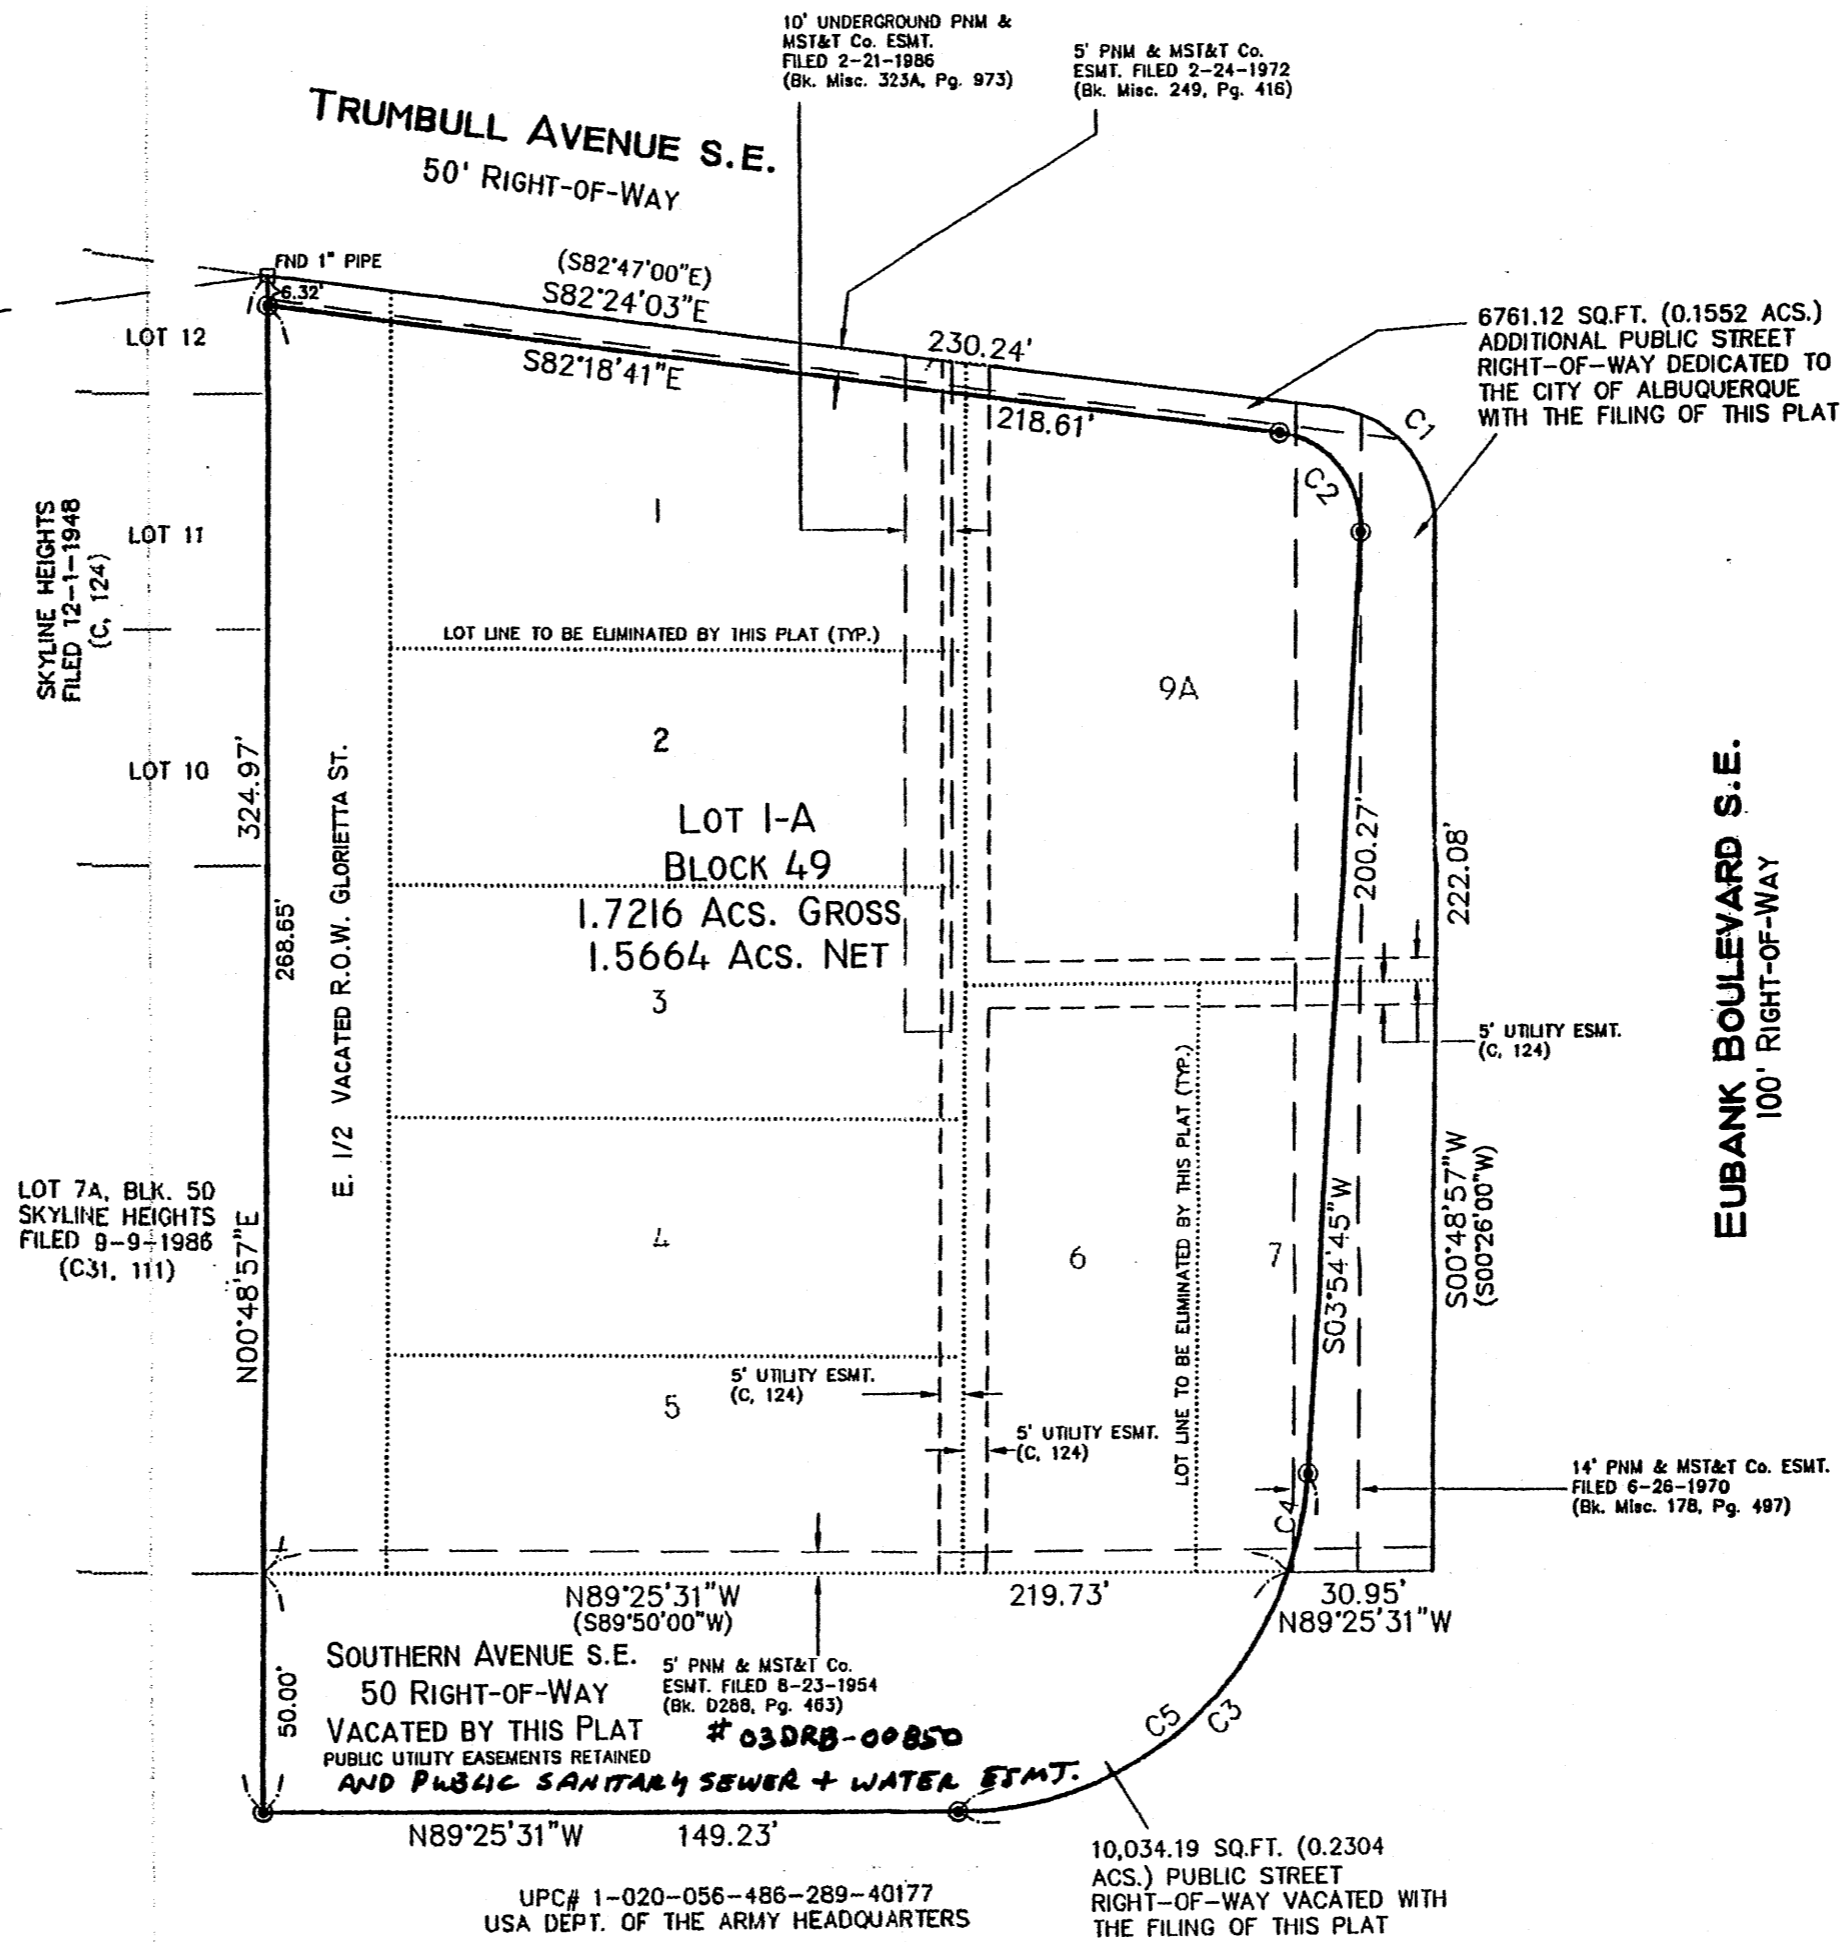 10' UNDERGROUND PNM &
MST&T Co. ESMT.
FILED 2-21-1986
(Bk. Misc. 323A, Pg. 973)
5' PNM & MST&T Co.
ESMT. FILED 2-24-1972
(Bk. Misc. 249, Pg. 416)
TRUMBULL AVENUE S.E.
50' RIGHT-OF-WAY
FND 1" PIPE
6.32'
(S82°47'00"E)
S82°24'03"E
230.24'
S82°18'41"E
218.61'
C1
C2
6761.12 SQ.FT. (0.1552 ACS.)
ADDITIONAL PUBLIC STREET
RIGHT-OF-WAY DEDICATED TO
THE CITY OF ALBUQUERQUE
WITH THE FILING OF THIS PLAT
LOT 12
LOT 11
LOT 10
SKYLINE HEIGHTS
FILED 12-1-1948
(C, 124)
1
LOT LINE TO BE ELIMINATED BY THIS PLAT (TYP.)
2
9A
324.97'
268.65'
N00°48'57"E
E. 1/2 VACATED R.O.W. GLORIETTA ST.
LOT 1-A
BLOCK 49
1.7216 ACS. GROSS
1.5664 ACS. NET
3
200.27'
222.08'
EUBANK BOULEVARD S.E.
100' RIGHT-OF-WAY
5' UTILITY ESMT.
(C, 124)
LOT 7A, BLK. 50
SKYLINE HEIGHTS
FILED 9-9-1986
(C31, 111)
4
6
LOT LINE TO BE ELIMINATED BY THIS PLAT (TYP.)
7
S03°54'45"W
S00°48'57"W
(S00°26'00"W)
5' UTILITY ESMT.
(C, 124)
5
5' UTILITY ESMT.
(C, 124)
14' PNM & MST&T Co. ESMT.
FILED 6-26-1970
(Bk. Misc. 178, Pg. 497)
C4
N89°25'31"W
(S89°50'00"W)
219.73'
30.95'
N89°25'31"W
50.00'
SOUTHERN AVENUE S.E.
50 RIGHT-OF-WAY
VACATED BY THIS PLAT
PUBLIC UTILITY EASEMENTS RETAINED
AND PUBLIC SANITARY SEWER + WATER ESMT.
5' PNM & MST&T Co.
ESMT. FILED 8-23-1954
(Bk. D288, Pg. 463)
# 03DRB-00850
C5
C3
N89°25'31"W
149.23'
10,034.19 SQ.FT. (0.2304
ACS.) PUBLIC STREET
RIGHT-OF-WAY VACATED WITH
THE FILING OF THIS PLAT
UPC# 1-020-056-486-289-40177
USA DEPT. OF THE ARMY HEADQUARTERS